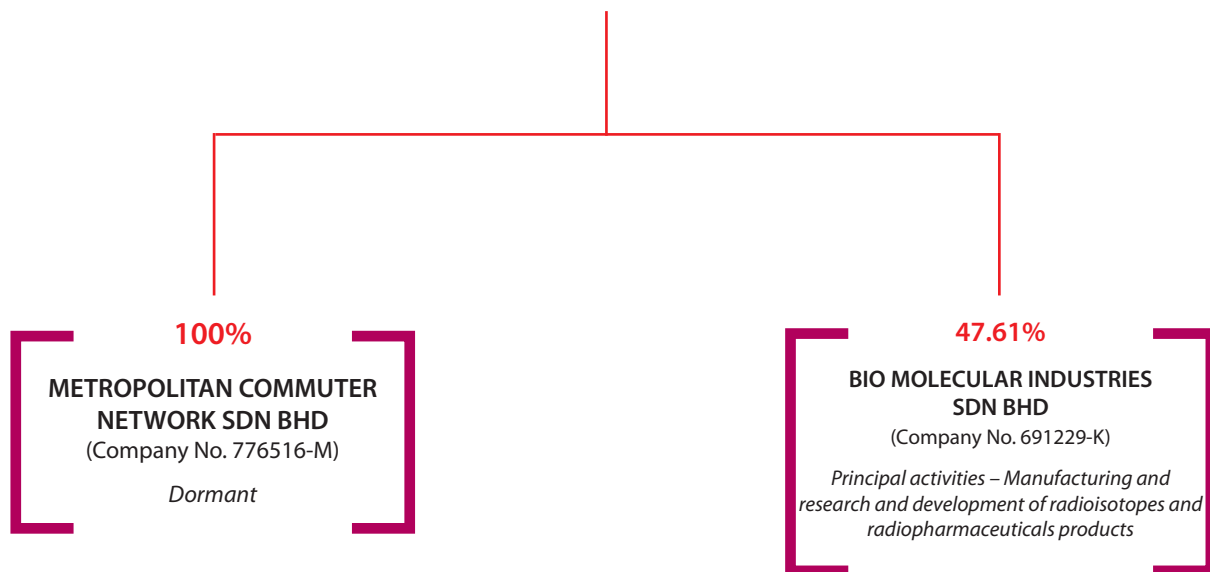 100%
METROPOLITAN COMMUTER
NETWORK SDN BHD
(Company No. 776516-M)
Dormant
47.61%
BIO MOLECULAR INDUSTRIES
SDN BHD
(Company No. 691229-K)
Principal activities – Manufacturing and
research and development of radioisotopes and
radiopharmaceuticals products